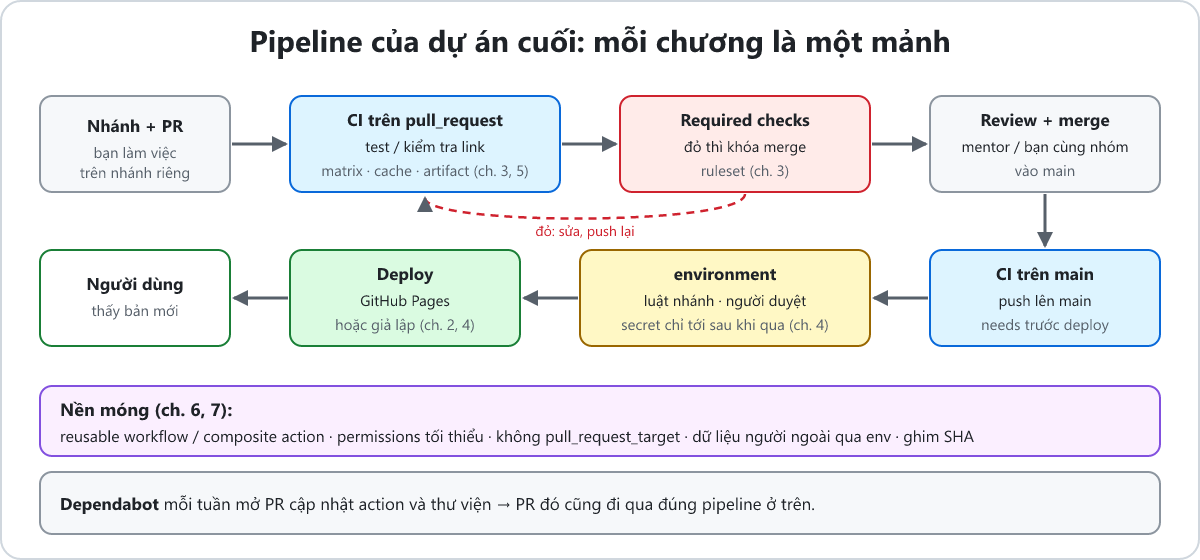 Pipeline của dự án cuối: mỗi chương là một mảnh
Nhánh + PR
bạn làm việc
trên nhánh riêng
CI trên pull_request
test / kiểm tra link
matrix · cache · artifact (ch. 3, 5)
Required checks
đỏ thì khóa merge
ruleset (ch. 3)
Review + merge
mentor / bạn cùng nhóm
vào main
đỏ: sửa, push lại
Người dùng
thấy bản mới
Deploy
GitHub Pages
hoặc giả lập (ch. 2, 4)
environment
luật nhánh · người duyệt
secret chỉ tới sau khi qua (ch. 4)
CI trên main
push lên main
needs trước deploy
Nền móng (ch. 6, 7):
reusable workflow / composite action · permissions tối thiểu · không pull_request_target · dữ liệu người ngoài qua env · ghim SHA
Dependabot mỗi tuần mở PR cập nhật action và thư viện → PR đó cũng đi qua đúng pipeline ở trên.